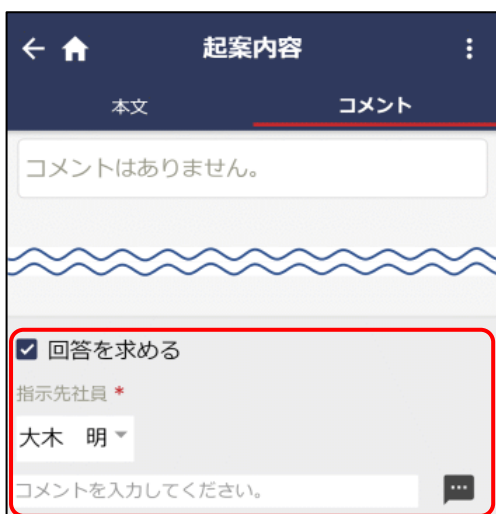 起案内容
本文 コメント
コメントはありません。
回答を求める
指示先社員 *
大木 明
コメントを入力してください。